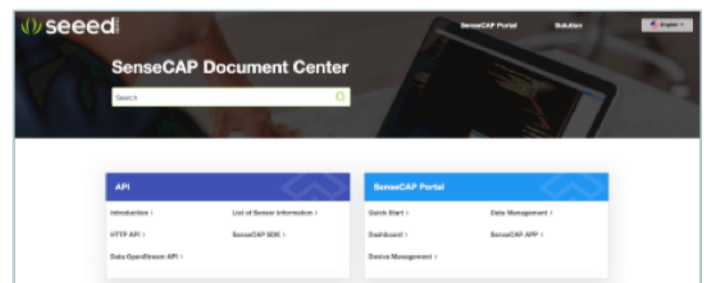 seeed
SenseCAP Portal
Solution
English
SenseCAP Document Center
Search
API
Introduction >
List of Sensor Information >
HTTP API >
SenseCAP SDK >
Data OpenStream API >
SenseCAP Portal
Quick Start >
Data Management >
Dashboard >
SenseCAP APP >
Device Management >